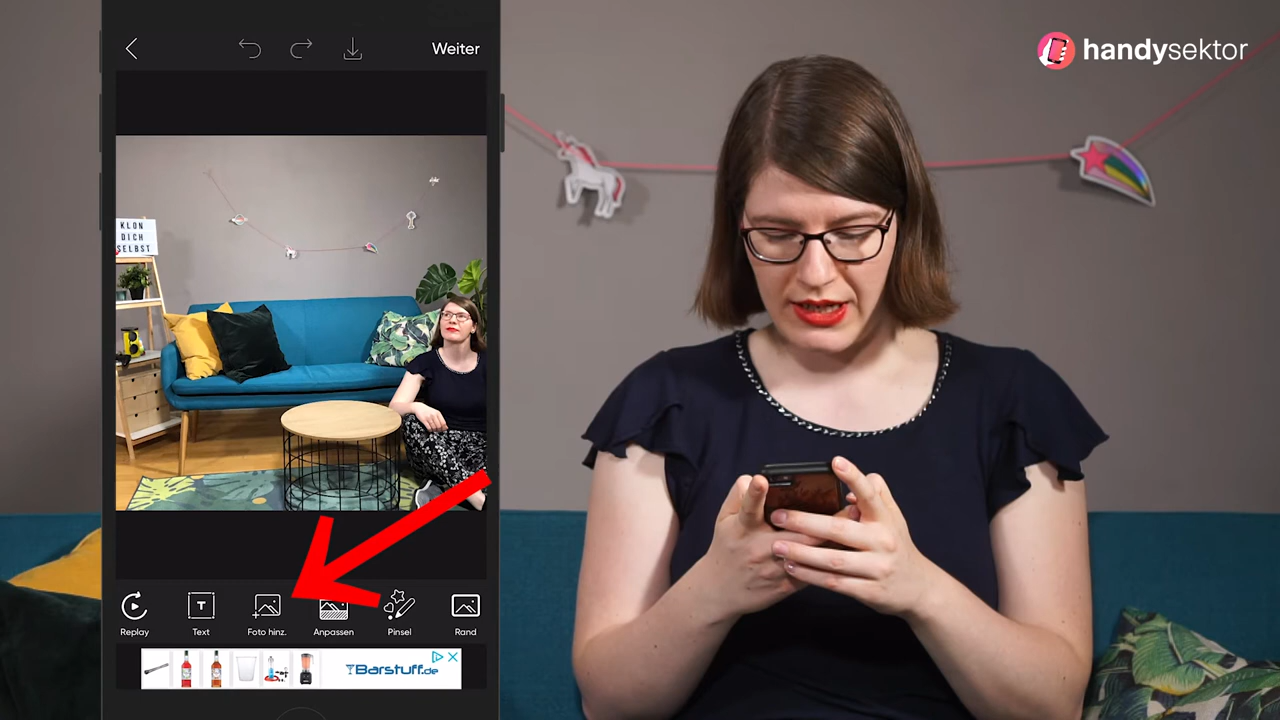 Weiter
handysektor
KLON
DICH
SELBST
T
Replay
Text
Foto hinz.
Anpassen
Pinsel
Rand
Barstuff.de